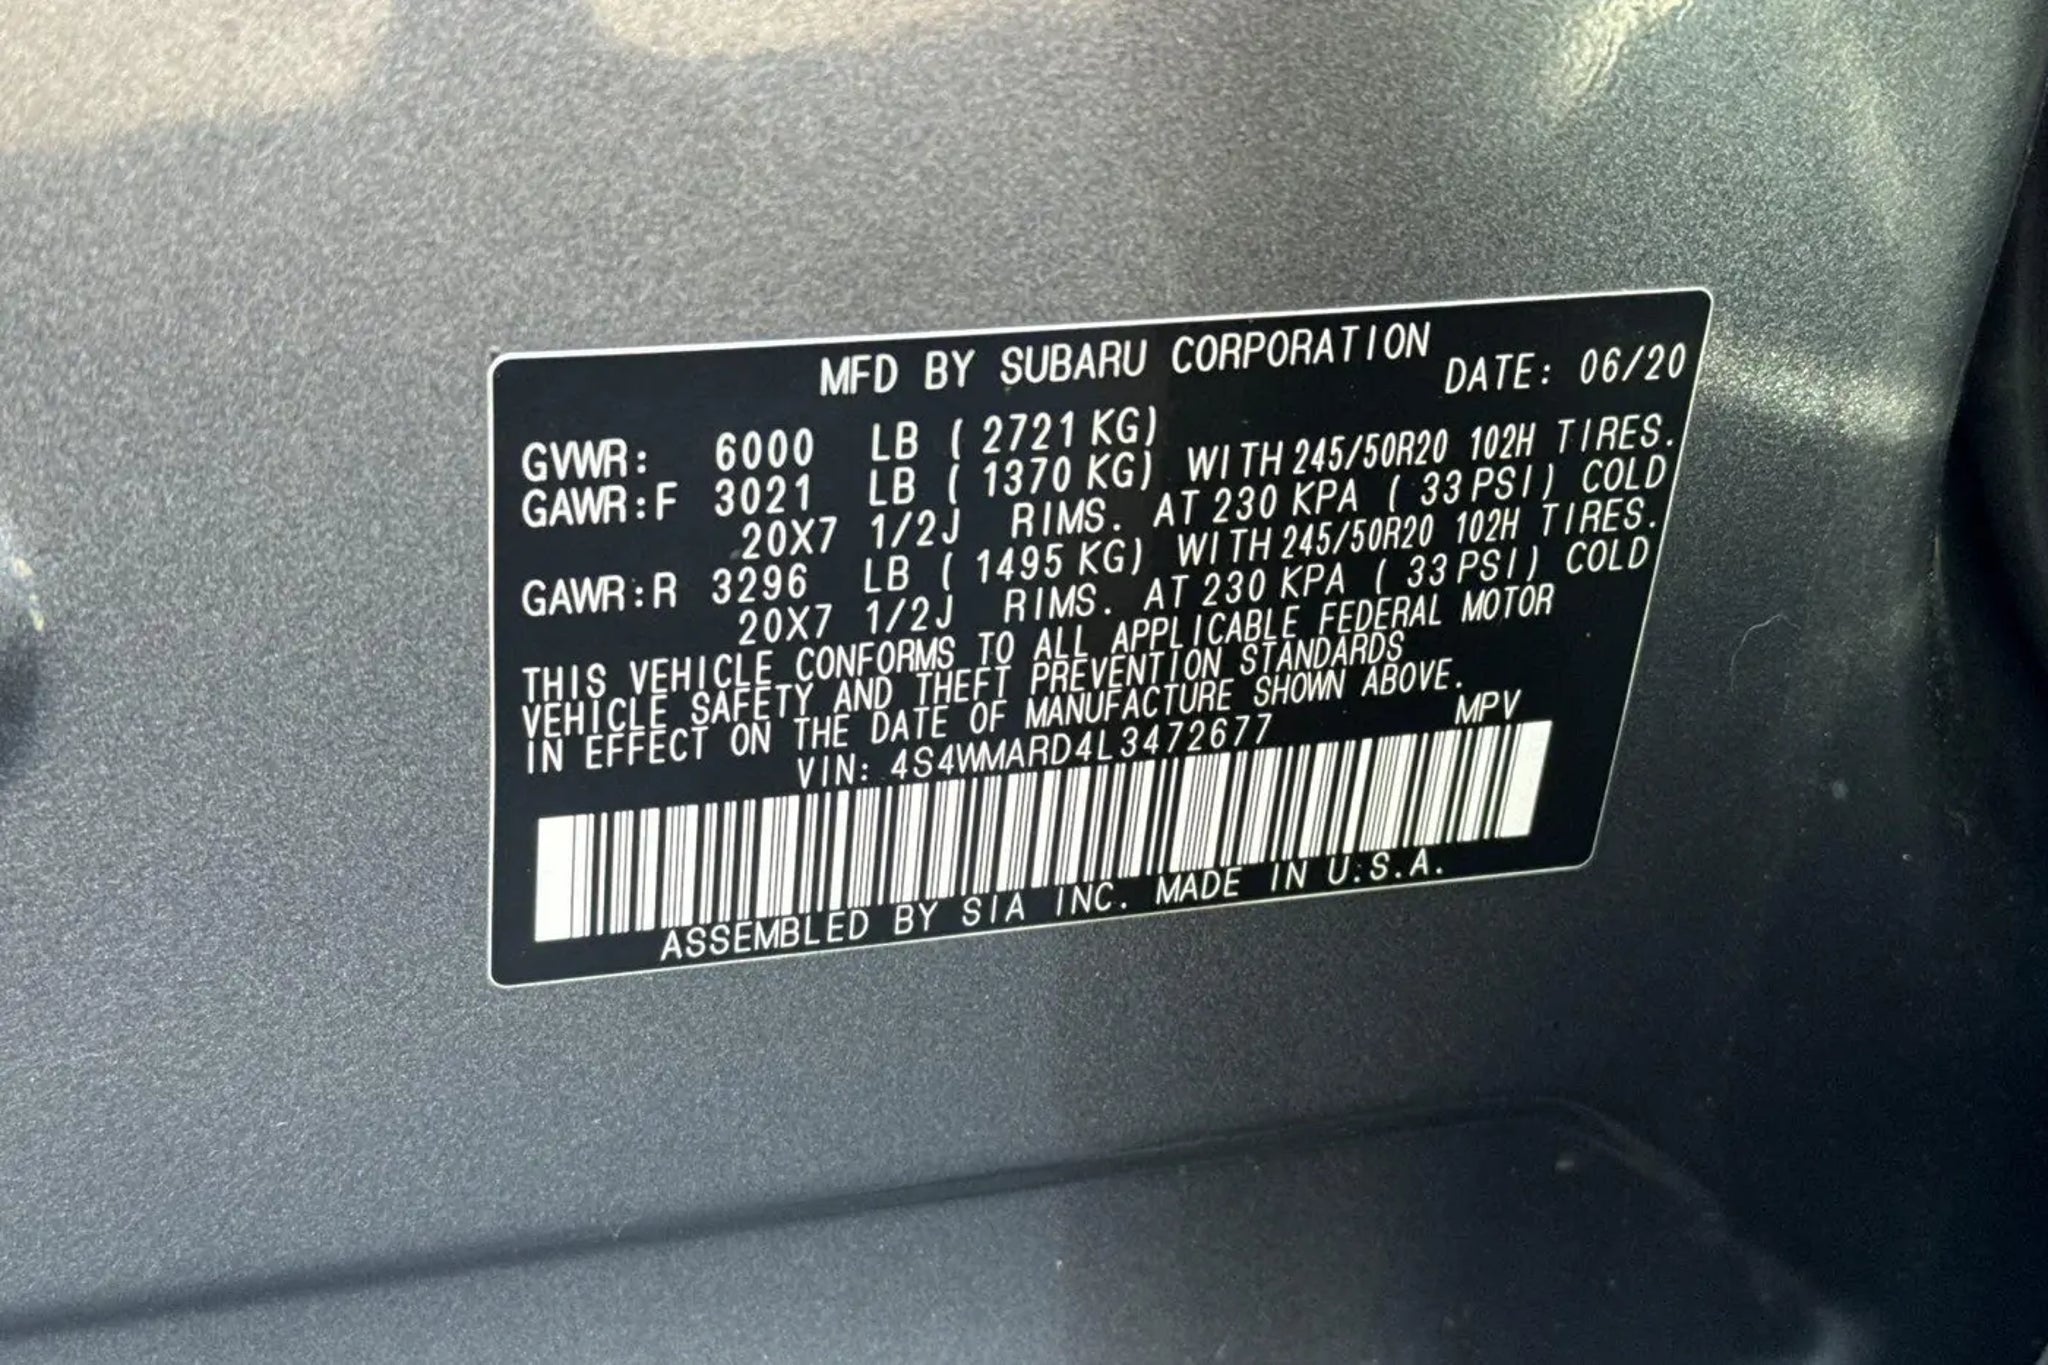 MFD BY SUBARU CORPORATION DATE: 06/20
GVWR: 6000 LB ( 2721 KG)
GAWR:F 3021 LB ( 1370 KG) WITH 245/50R20 102H TIRES.
20X7 1/2J RIMS. AT 230 KPA ( 33 PSI) COLD
GAWR:R 3296 LB ( 1495 KG) WITH 245/50R20 102H TIRES.
20X7 1/2J RIMS. AT 230 KPA ( 33 PSI) COLD
THIS VEHICLE CONFORMS TO ALL APPLICABLE FEDERAL MOTOR
VEHICLE SAFETY AND THEFT PREVENTION STANDARDS
IN EFFECT ON THE DATE OF MANUFACTURE SHOWN ABOVE.
VIN: 4S4WMARD4L3472677 MPV
ASSEMBLED BY SIA INC. MADE IN U.S.A.